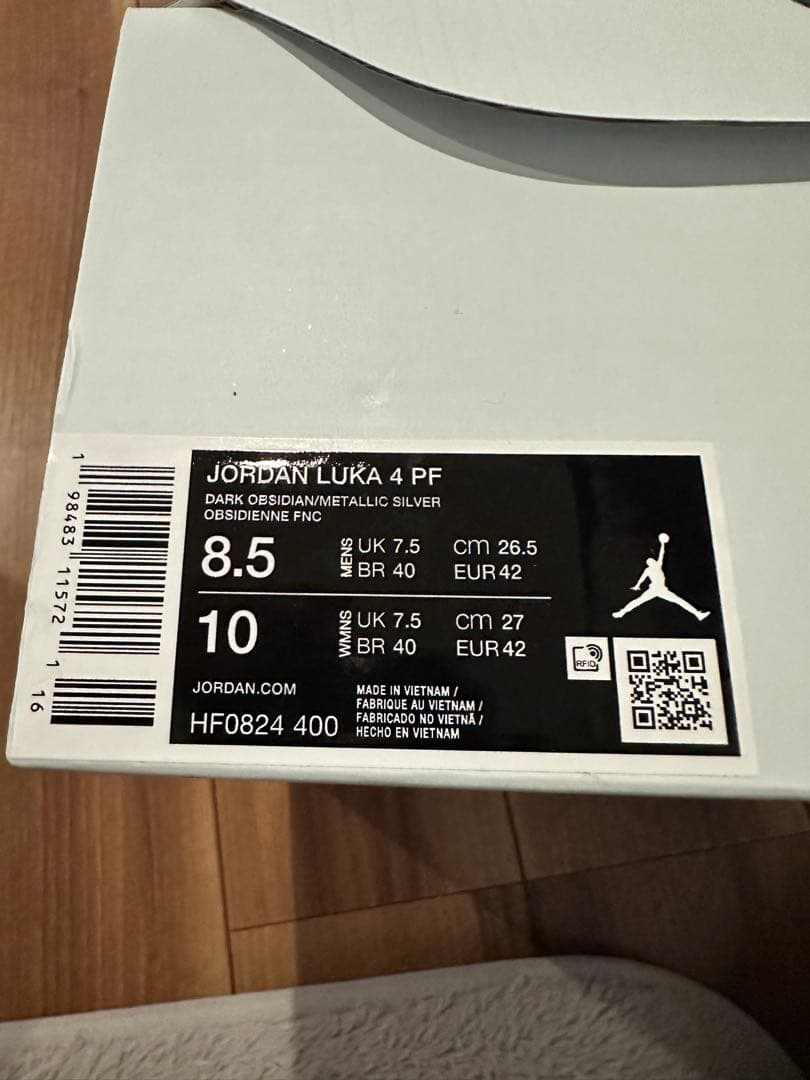 JORDAN LUKA 4 PF
DARK OBSIDIAN/METALLIC SILVER
OBSIDIENNE FNC
8.5 MENS UK 7.5 cm 26.5
BR 40 EUR 42
10 WMNS UK 7.5 cm 27
BR 40 EUR 42
RFID
JORDAN.COM
HF0824 400
MADE IN VIETNAM /
FABRIQUE AU VIETNAM /
FABRICADO NO VIETNÃ /
HECHO EN VIETNAM
1 98483 11572 1 16